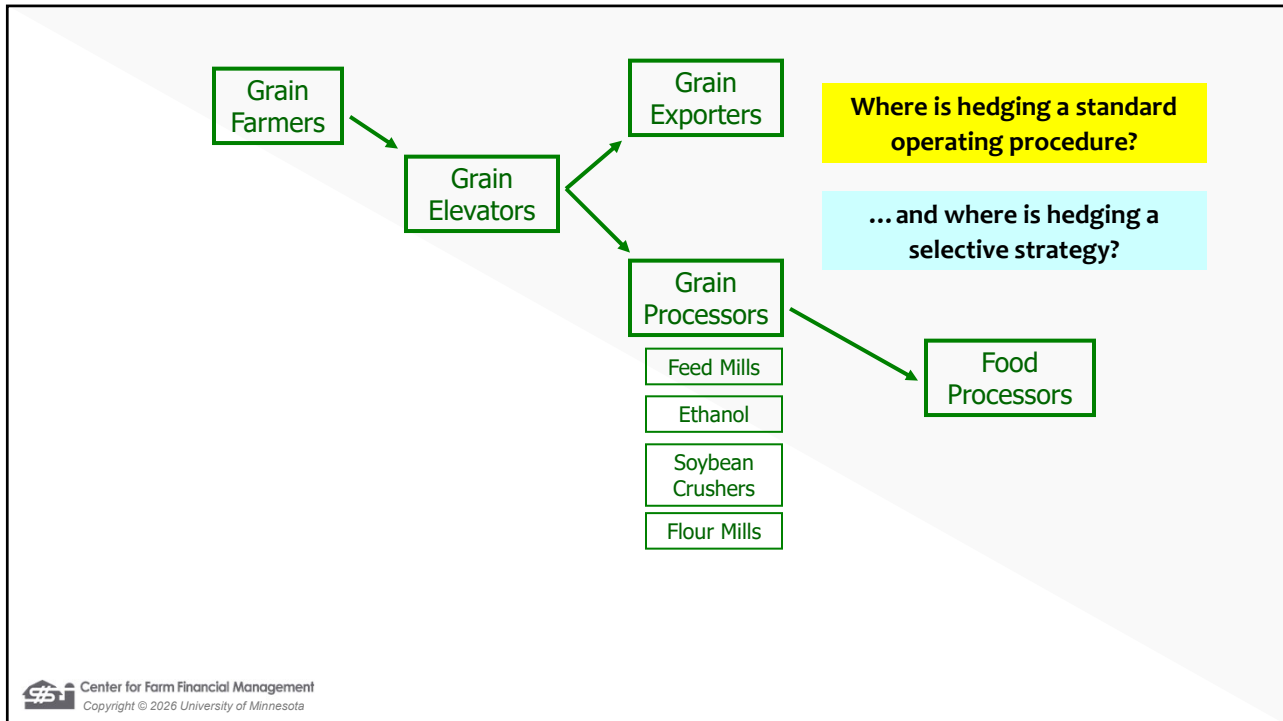 Grain
Farmers
Grain
Elevators
Grain
Exporters
Grain
Processors
Feed Mills
Ethanol
Soybean
Crushers
Flour Mills
Food
Processors
Where is hedging a standard
operating procedure?
…and where is hedging a
selective strategy?
Center for Farm Financial Management
Copyright © 2026 University of Minnesota